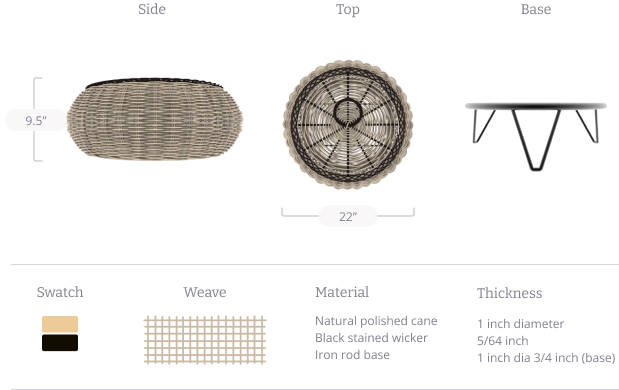 Side
Top
Base
9.5”
22”
Swatch
Weave
Material
Thickness
Natural polished cane
Black stained wicker
Iron rod base
1 inch diameter
5/64 inch
1 inch dia 3/4 inch (base)